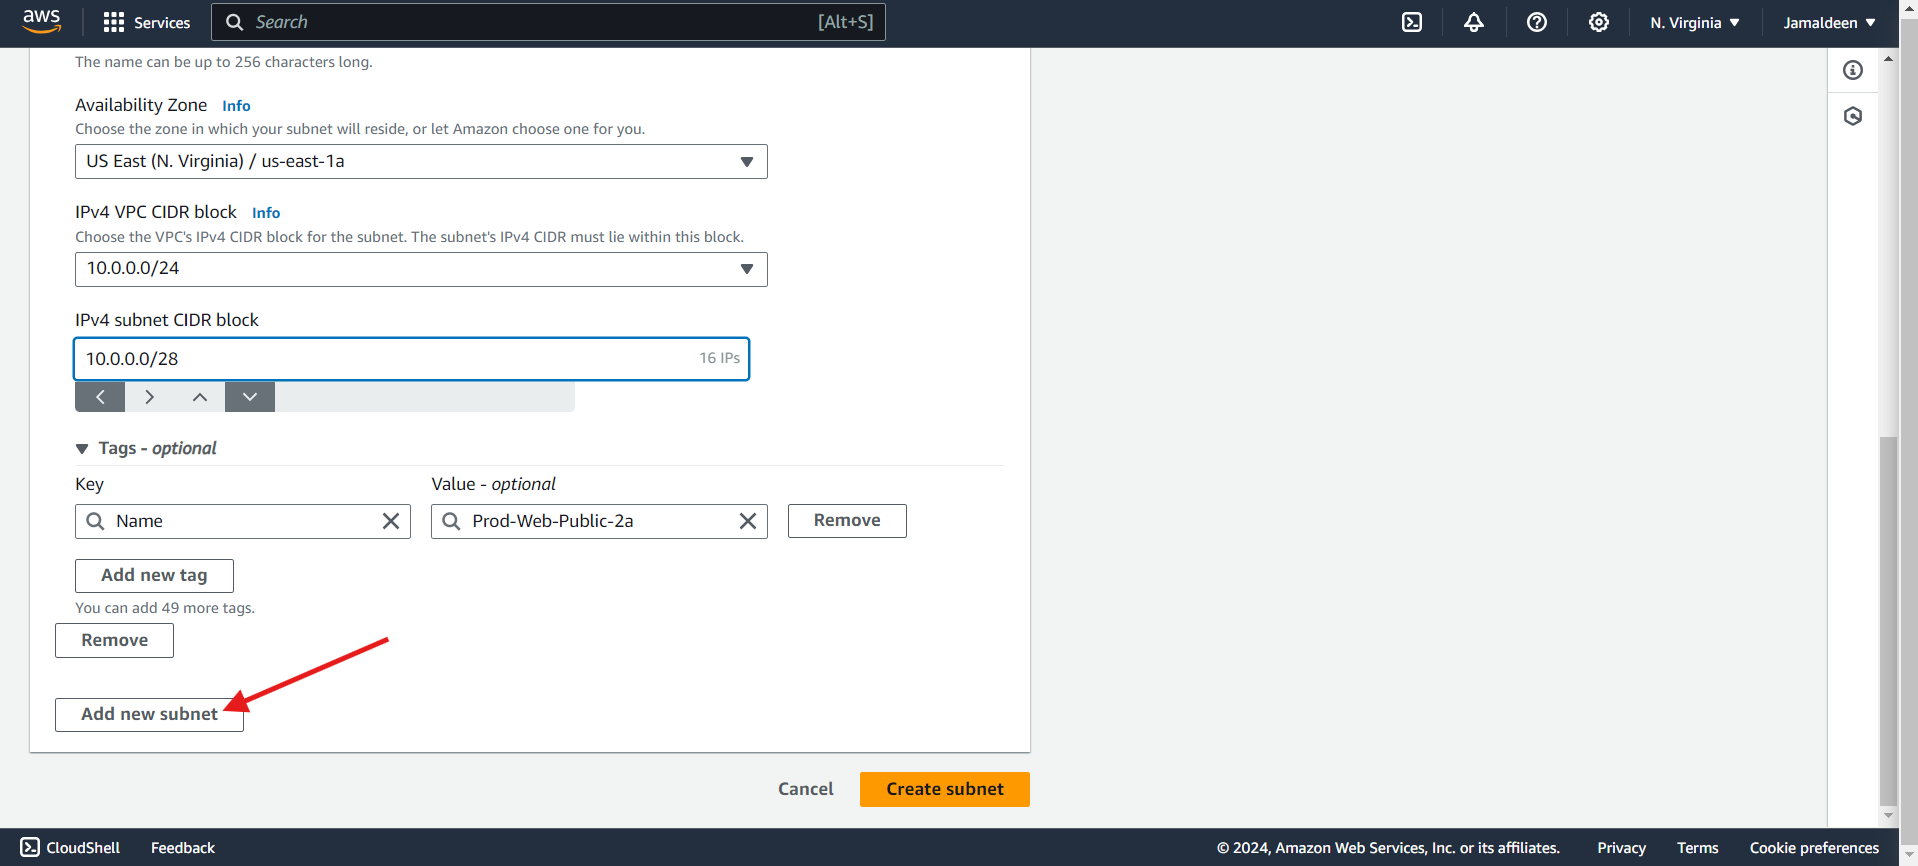 aws Services Search [Alt+S] N. Virginia Jamaldeen
The name can be up to 256 characters long.
Availability Zone Info
Choose the zone in which your subnet will reside, or let Amazon choose one for you.
US East (N. Virginia) / us-east-1a
IPv4 VPC CIDR block Info
Choose the VPC's IPv4 CIDR block for the subnet. The subnet's IPv4 CIDR must lie within this block.
10.0.0.0/24
IPv4 subnet CIDR block
10.0.0.0/28 16 IPs
Tags - optional
Key Value - optional
Name Prod-Web-Public-2a Remove
Add new tag
You can add 49 more tags.
Remove
Add new subnet
Cancel Create subnet
CloudShell Feedback © 2024, Amazon Web Services, Inc. or its affiliates. Privacy Terms Cookie preferences